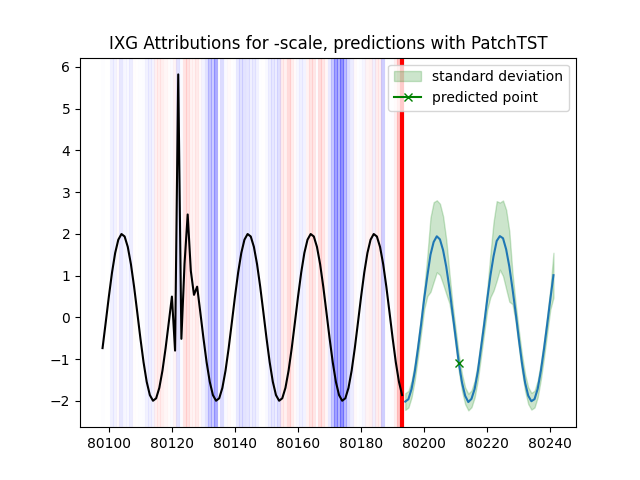 IXG Attributions for -scale, predictions with PatchTST
6
5
4
3
2
1
0
−1
−2
standard deviation
predicted point
80100 80120 80140 80160 80180 80200 80220 80240